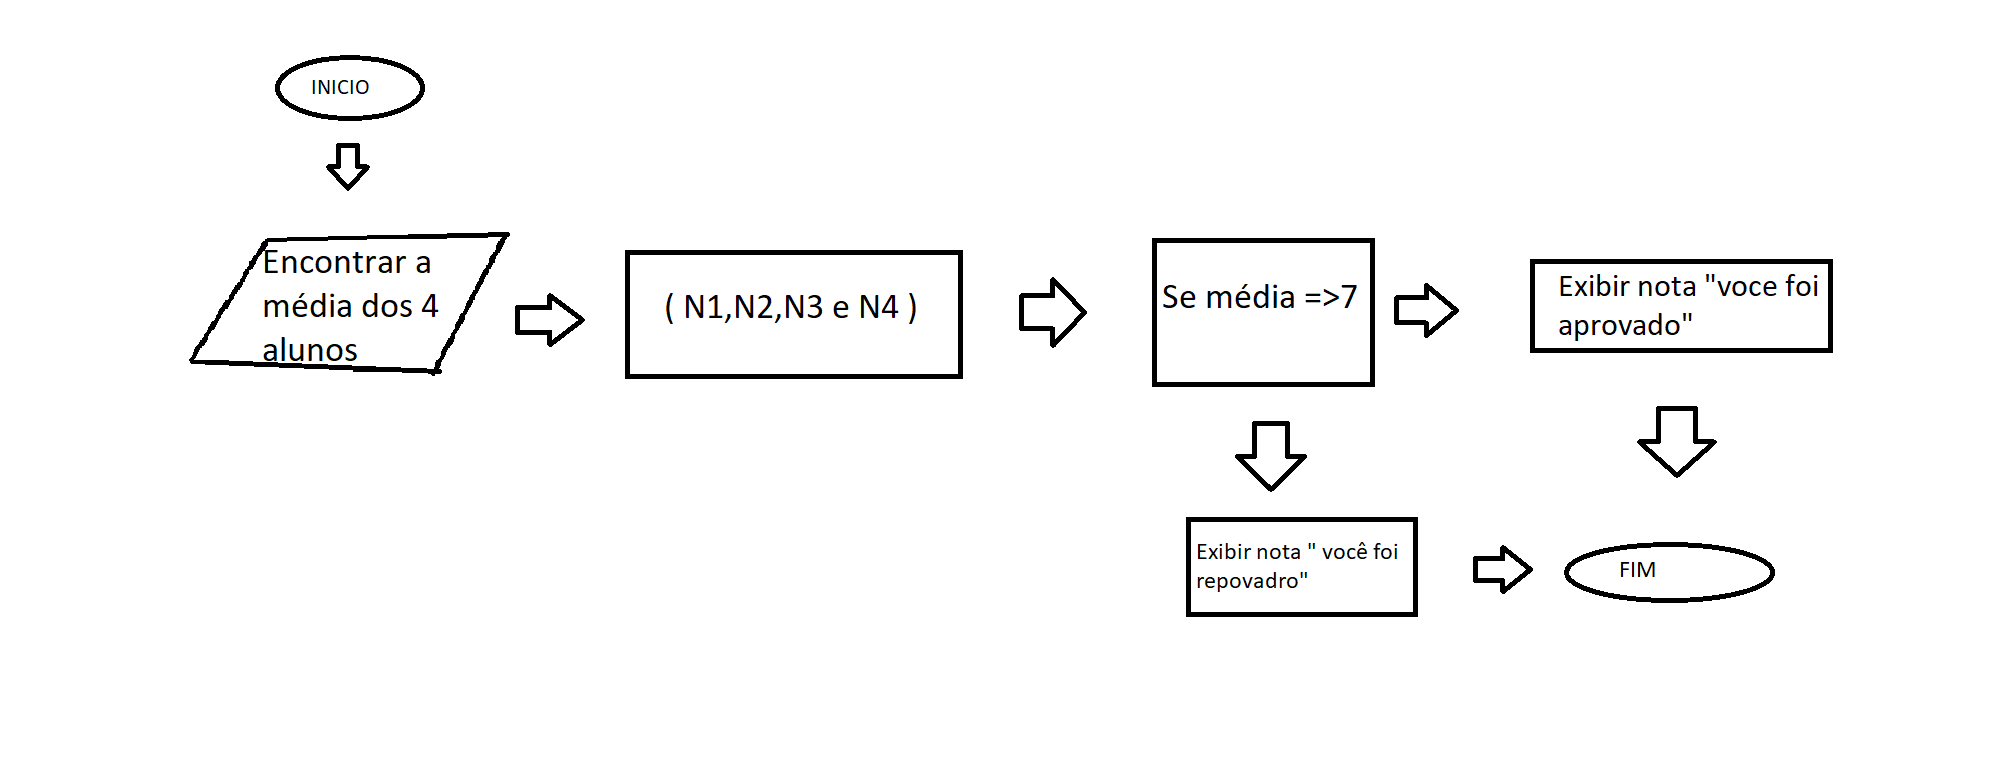 INICIO
Encontrar a
média dos 4
alunos
( N1,N2,N3 e N4 )
Se média =>7
Exibir nota "voce foi
aprovado"
Exibir nota " você foi
repovadro"
FIM